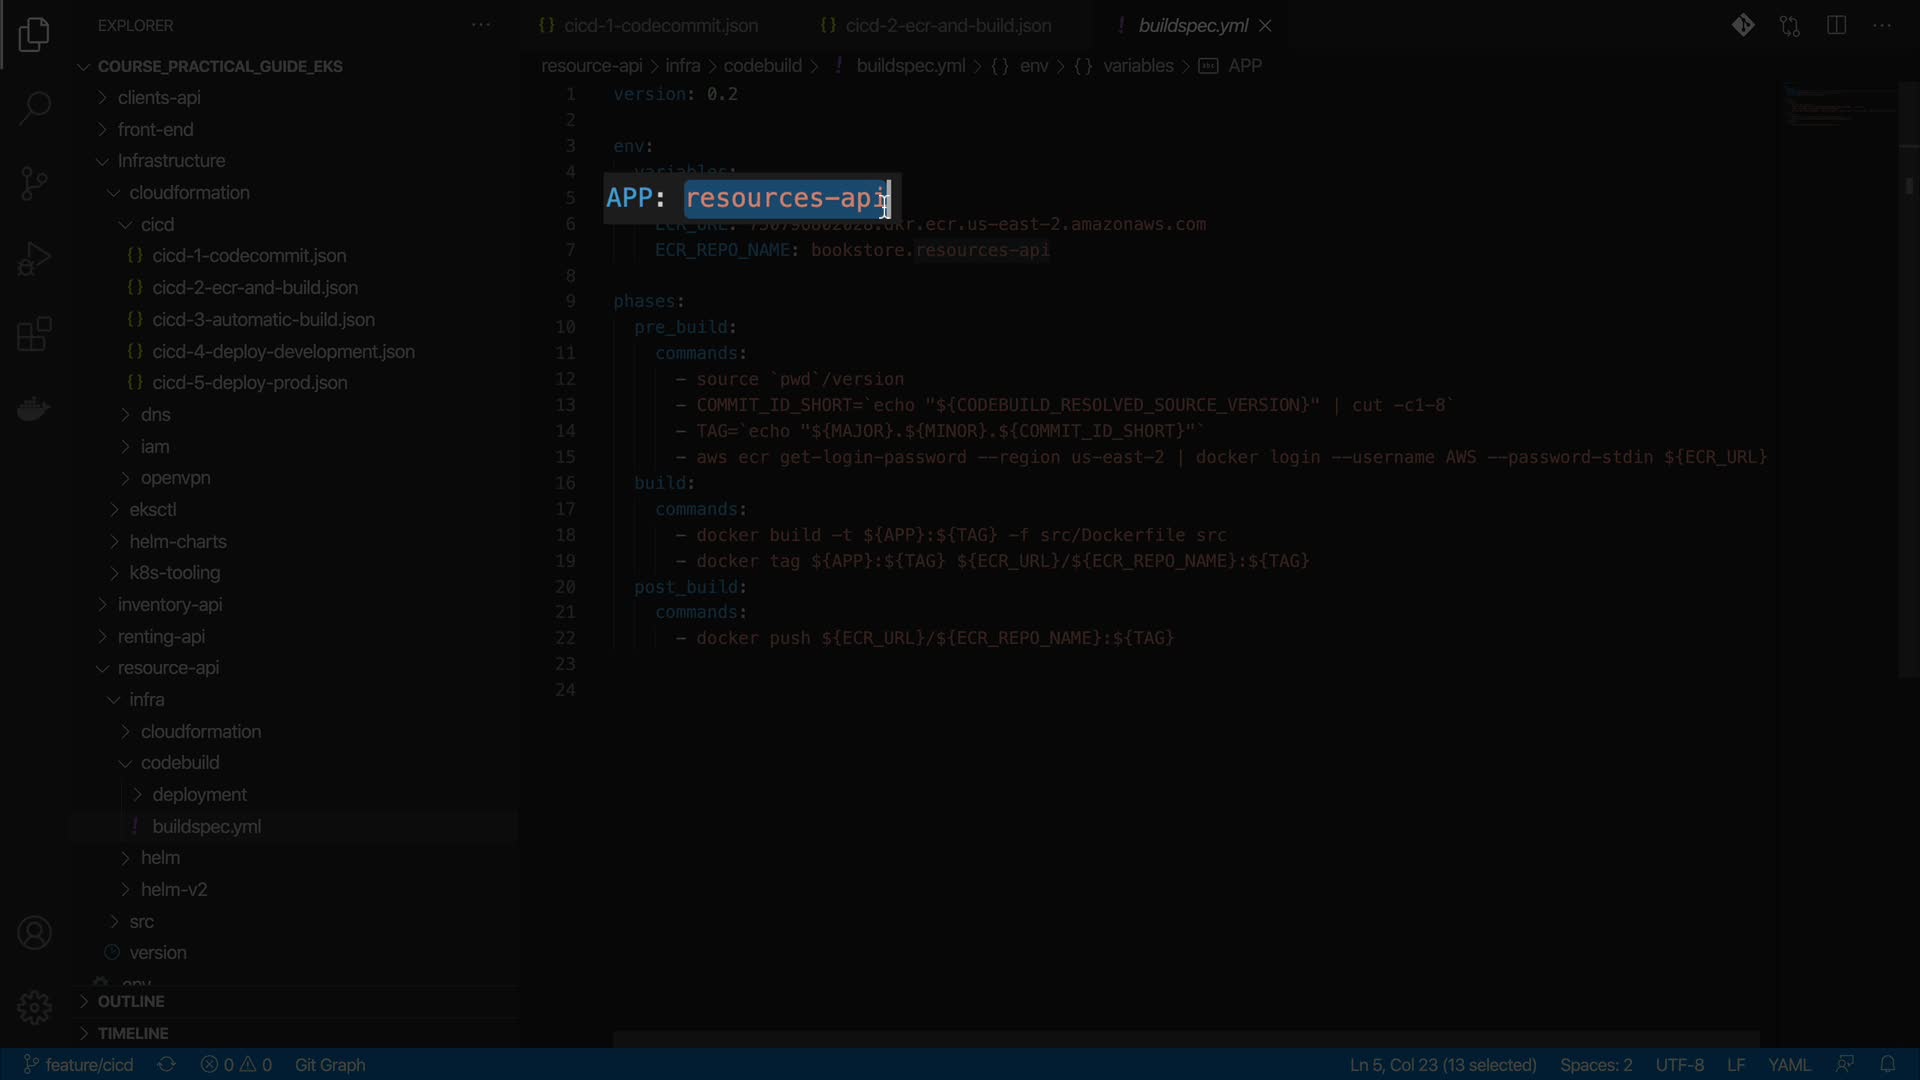 EXPLORER
COURSE_PRACTICAL_GUIDE_EKS
clients-api
front-end
Infrastructure
cloudformation
cicd
cicd-1-codecommit.json
cicd-2-ecr-and-build.json
cicd-3-automatic-build.json
cicd-4-deploy-development.json
cicd-5-deploy-prod.json
dns
iam
openvpn
eksctl
helm-charts
k8s-tooling
inventory-api
renting-api
resource-api
infra
cloudformation
codebuild
deployment
! buildspec.yml
helm
helm-v2
src
version
OUTLINE
TIMELINE
{} cicd-1-codecommit.json {} cicd-2-ecr-and-build.json ! buildspec.yml
resource-api > infra > codebuild > ! buildspec.yml > {} env > {} variables > abc APP
1 version: 0.2
2
3 env:
4 variables:
5 APP: resources-api
6 ECR_URL:
.dkr.ecr.us-east-2.amazonaws.com
7 ECR_REPO_NAME: bookstore.resources-api
8
9 phases:
10 pre_build:
11 commands:
12 - source `pwd`/version
13 - COMMIT_ID_SHORT=`echo "${CODEBUILD_RESOLVED_SOURCE_VERSION}" | cut -c1-8`
14 - TAG=`echo "${MAJOR}.${MINOR}.${COMMIT_ID_SHORT}"`
15 - aws ecr get-login-password --region us-east-2 | docker login --username AWS --password-stdin ${ECR_URL}
16 build:
17 commands:
18 - docker build -t ${APP}:${TAG} -f src/Dockerfile src
19 - docker tag ${APP}:${TAG} ${ECR_URL}/${ECR_REPO_NAME}:${TAG}
20 post_build:
21 commands:
22 - docker push ${ECR_URL}/${ECR_REPO_NAME}:${TAG}
23
24
feature/cicd 0 0 Git Graph Ln 5, Col 23 (13 selected) Spaces: 2 UTF-8 LF YAML